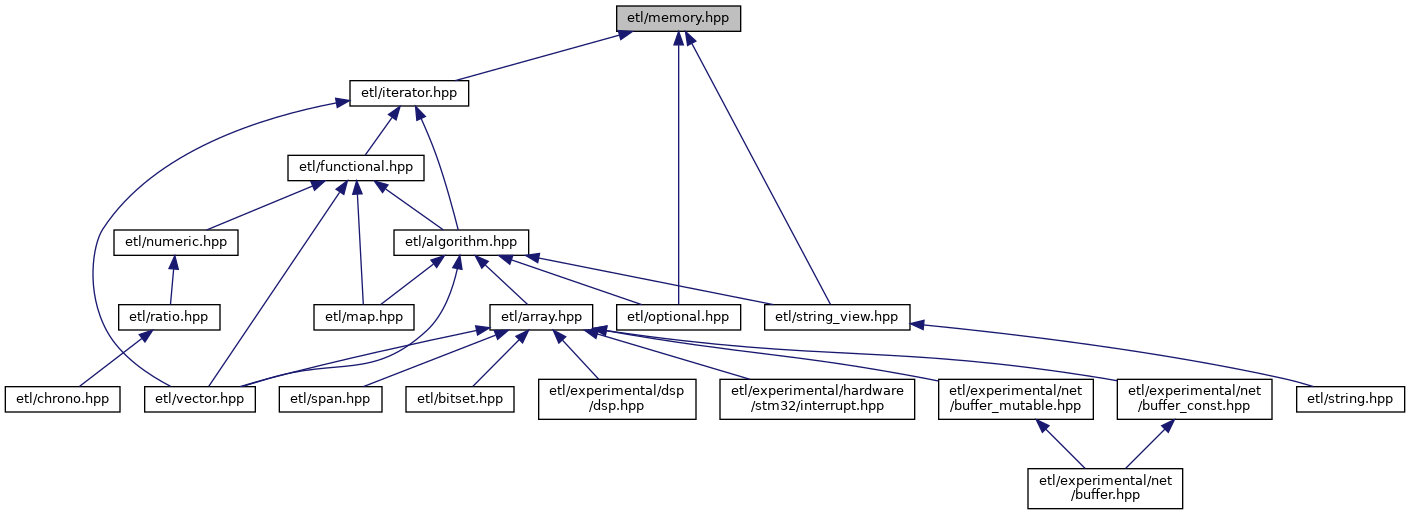 etl/memory.hpp
etl/iterator.hpp
etl/functional.hpp
etl/numeric.hpp
etl/algorithm.hpp
etl/ratio.hpp
etl/map.hpp
etl/array.hpp
etl/optional.hpp
etl/string_view.hpp
etl/chrono.hpp
etl/vector.hpp
etl/span.hpp
etl/bitset.hpp
etl/experimental/dsp
/dsp.hpp
etl/experimental/hardware
/stm32/interrupt.hpp
etl/experimental/net
/buffer_mutable.hpp
etl/experimental/net
/buffer_const.hpp
etl/string.hpp
etl/experimental/net
/buffer.hpp